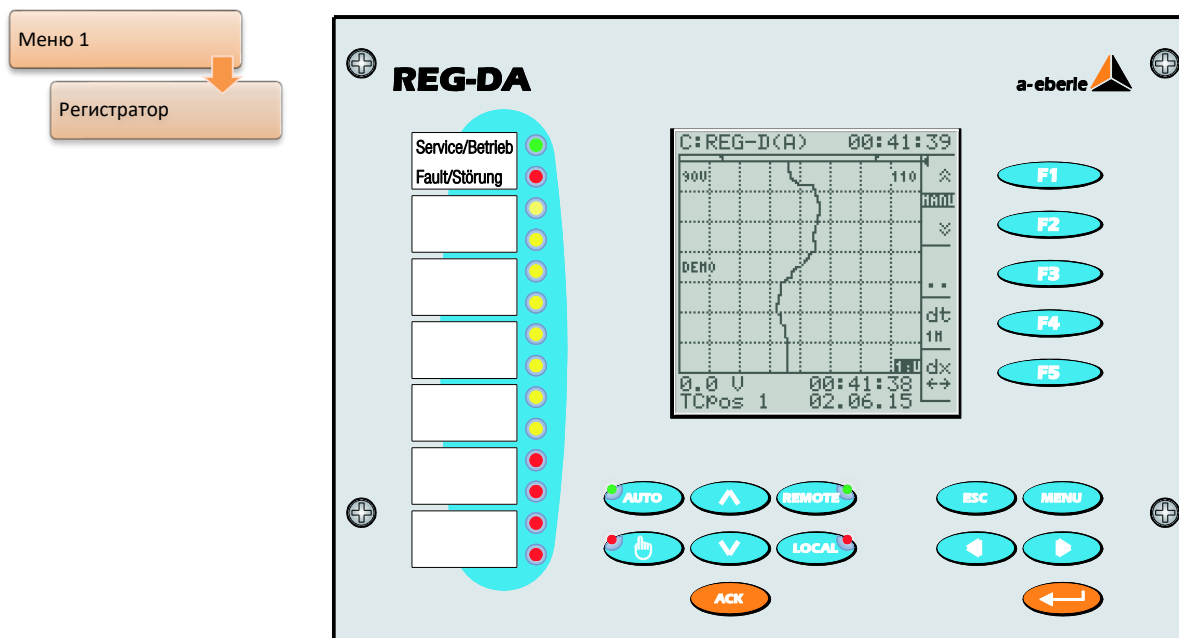 Меню 1
Регистратор
REG-DA
a-eberle
Service/Betrieb
Fault/Störung
C:REG-D(A) 00:41:39
90V 110
MANU
DEMO
dt
1M
1:U dx
0.0 V 00:41:38
TCPos 1 02.06.15
F1
F2
F3
F4
F5
AUTO
REMOTE
ESC
MENU
LOCAL
ACK